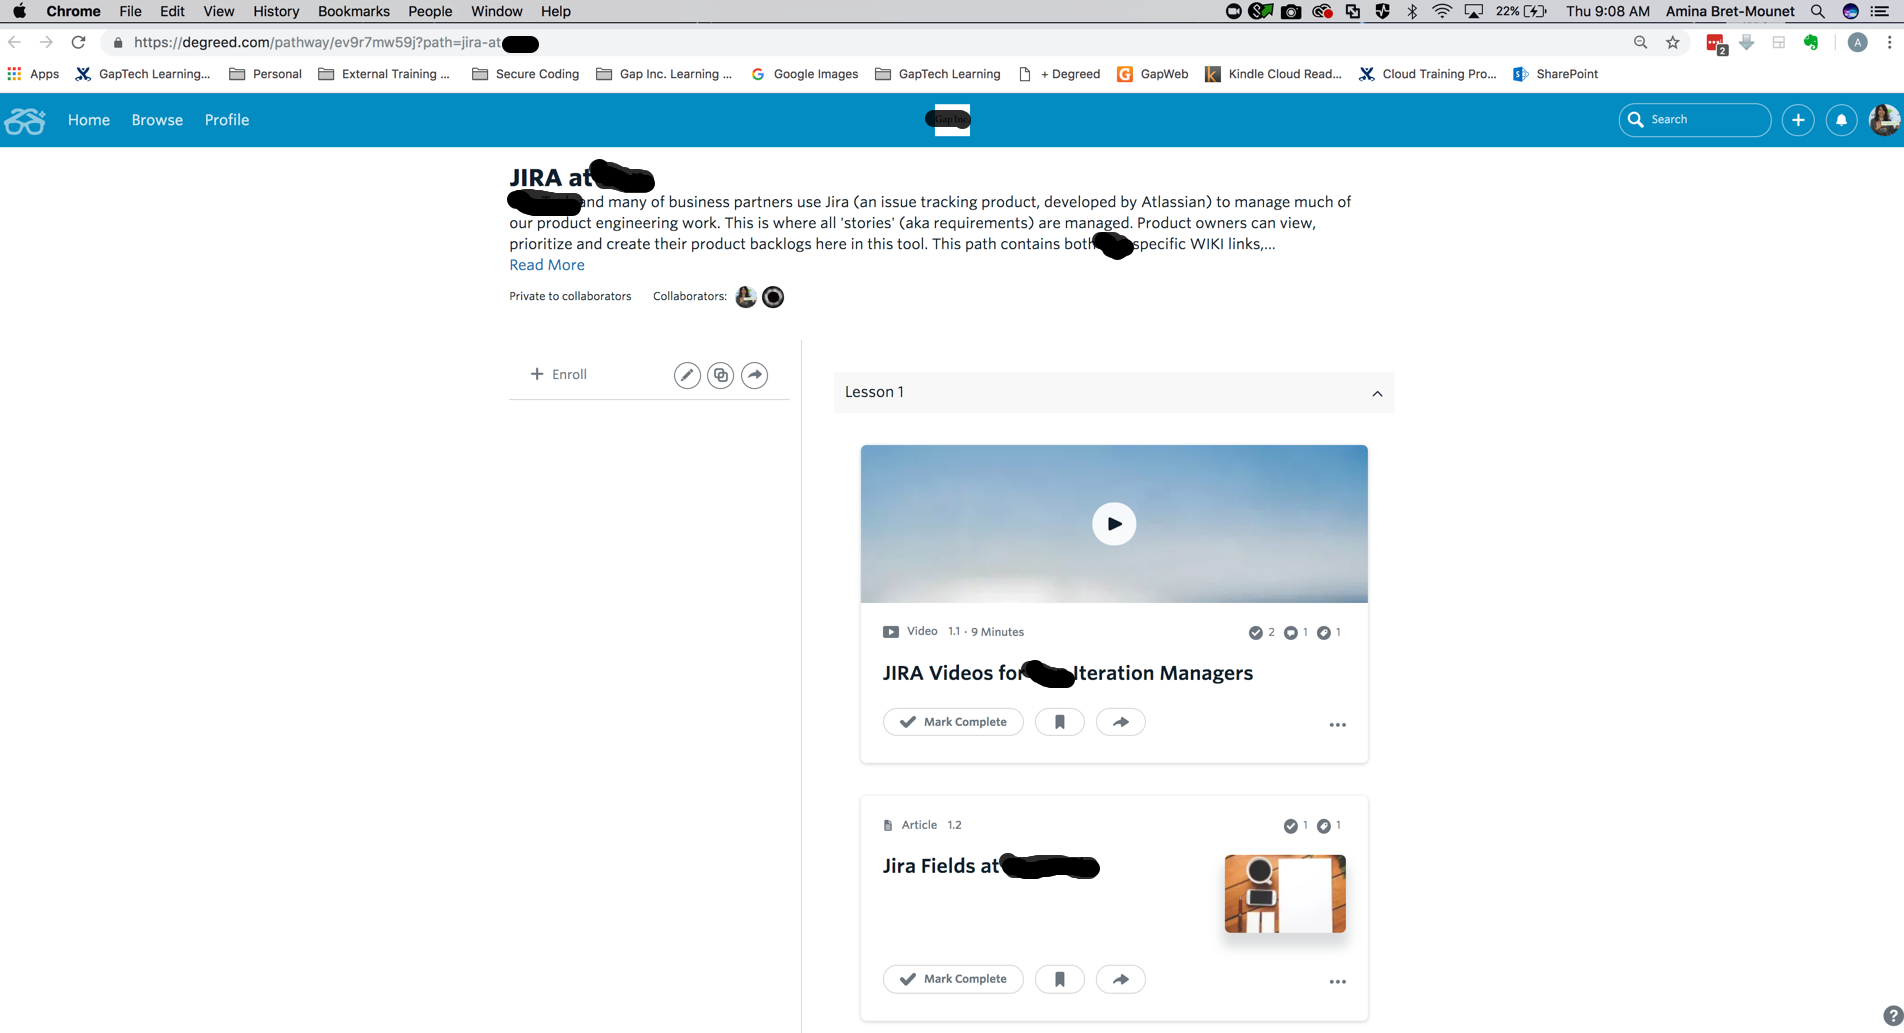 Chrome File Edit View History Bookmarks People Window Help 22% Thu 9:08 AM Amina Bret-Mounet
https://degreed.com/pathway/ev9r7mw59j?path=jira-at 2 A
Apps GapTech Learning... Personal External Training ... Secure Coding Gap Inc. Learning ... Google Images GapTech Learning + Degreed GapWeb Kindle Cloud Read... Cloud Training Pro... SharePoint
Home Browse Profile Gap Inc. Search
JIRA at
and many of business partners use Jira (an issue tracking product, developed by Atlassian) to manage much of
our product engineering work. This is where all 'stories' (aka requirements) are managed. Product owners can view,
prioritize and create their product backlogs here in this tool. This path contains both specific WIKI links,...
Read More
Private to collaborators Collaborators:
+ Enroll
Lesson 1
Video 1.1 · 9 Minutes 2 1 1
JIRA Videos for Iteration Managers
Mark Complete
Article 1.2 1 1
Jira Fields at
Mark Complete
?